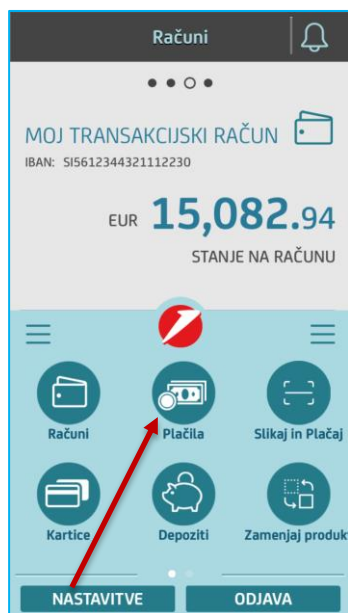 Računi
MOJ TRANSAKCIJSKI RAČUN
IBAN: SI5612344321112230
EUR 15,082.94
STANJE NA RAČUNU
Računi Plačila Slikaj in Plačaj
Kartice Depoziti Zamenjaj produk
NASTAVITVE ODJAVA